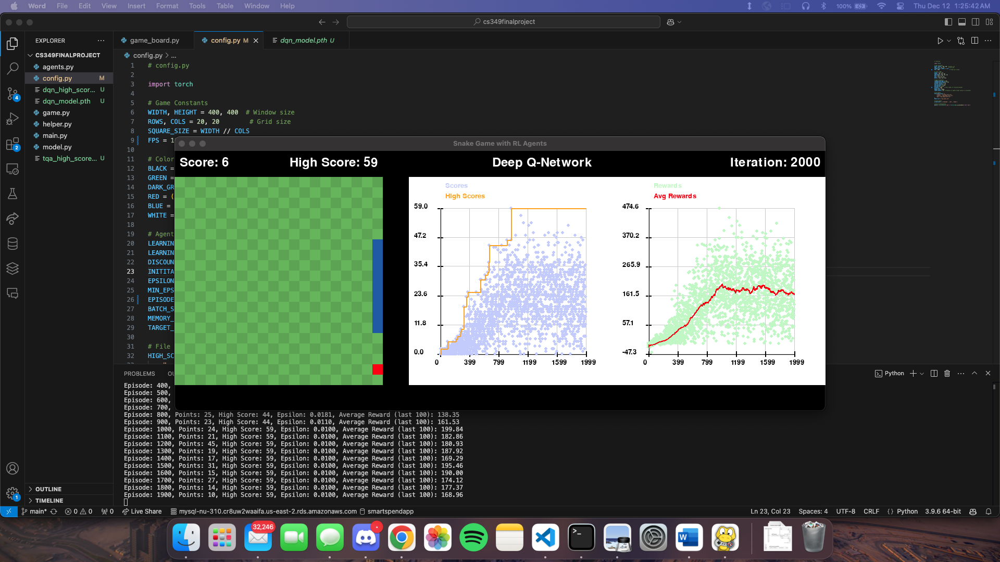 Word File Edit View Insert Format Tools Table Window Help 100% Thu Dec 12 1:25:42 AM
cs349finalproject
EXPLORER
CS349FINALPROJECT
agents.py
config.py M
dqn_high_scor... U
dqn_model.pth U
game.py
helper.py
main.py
model.py
tqa_high_score... U
OUTLINE
TIMELINE
4
2
1
game_board.py config.py M dqn_model.pth U
config.py > ...
1 # config.py
2
3 import torch
4
5 # Game Constants
6 WIDTH, HEIGHT = 400, 400 # Window size
7 ROWS, COLS = 20, 20 # Grid size
8 SQUARE_SIZE = WIDTH // COLS
9 FPS = 1
10
11 # Color
12 BLACK =
13 GREEN =
14 DARK_GR
15 RED = (
16 BLUE =
17 WHITE =
18
19 # Agent
20 LEARNIN
21 LEARNIN
22 DISCOUN
23 INITITA
24 EPSILON
25 MIN_EPS
26 EPISODE
27 BATCH_S
28 MEMORY_
29 TARGET_
30
31 # File
32 HIGH_SC
Snake Game with RL Agents
Score: 6 High Score: 59 Deep Q-Network Iteration: 2000
Scores
High Scores
59.0
47.2
35.4
23.6
11.8
0.0
0 399 799 1199 1599 1999
Rewards
Avg Rewards
474.6
370.2
265.9
161.5
57.1
-47.3
0 399 799 1199 1599 1999
PROBLEMS OU
Python
Episode: 400,
Episode: 500,
Episode: 600,
Episode: 700,
Episode: 800, Points: 25, High Score: 44, Epsilon: 0.0181, Average Reward (last 100): 138.35
Episode: 900, Points: 23, High Score: 44, Epsilon: 0.0110, Average Reward (last 100): 161.53
Episode: 1000, Points: 24, High Score: 59, Epsilon: 0.0100, Average Reward (last 100): 199.84
Episode: 1100, Points: 21, High Score: 59, Epsilon: 0.0100, Average Reward (last 100): 182.86
Episode: 1200, Points: 45, High Score: 59, Epsilon: 0.0100, Average Reward (last 100): 180.93
Episode: 1300, Points: 19, High Score: 59, Epsilon: 0.0100, Average Reward (last 100): 187.92
Episode: 1400, Points: 17, High Score: 59, Epsilon: 0.0100, Average Reward (last 100): 169.29
Episode: 1500, Points: 31, High Score: 59, Epsilon: 0.0100, Average Reward (last 100): 195.46
Episode: 1600, Points: 15, High Score: 59, Epsilon: 0.0100, Average Reward (last 100): 190.00
Episode: 1700, Points: 27, High Score: 59, Epsilon: 0.0100, Average Reward (last 100): 174.12
Episode: 1800, Points: 14, High Score: 59, Epsilon: 0.0100, Average Reward (last 100): 177.37
Episode: 1900, Points: 10, High Score: 59, Epsilon: 0.0100, Average Reward (last 100): 168.96
main* 0 0 0 Live Share mysql-nu-310.cr8uw2waaifa.us-east-2.rds.amazonaws.com smartspendapp Ln 23, Col 23 Spaces: 4 UTF-8 CRLF Python 3.9.6 64-bit
32,246